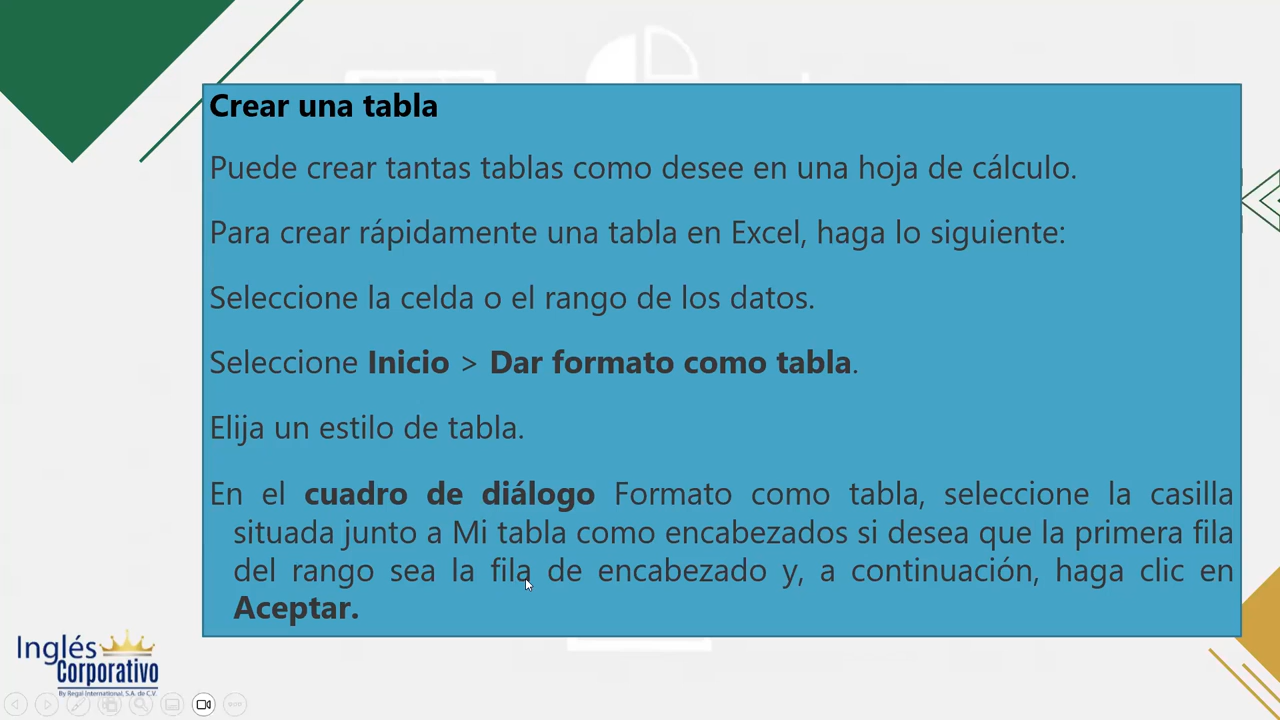 Crear una tabla
Puede crear tantas tablas como desee en una hoja de cálculo.
Para crear rápidamente una tabla en Excel, haga lo siguiente:
Seleccione la celda o el rango de los datos.
Seleccione Inicio > Dar formato como tabla.
Elija un estilo de tabla.
En el cuadro de diálogo Formato como tabla, seleccione la casilla
situada junto a Mi tabla como encabezados si desea que la primera fila
del rango sea la fila de encabezado y, a continuación, haga clic en
Aceptar.
Inglés
Corporativo
By Regal International, S.A. de C.V.